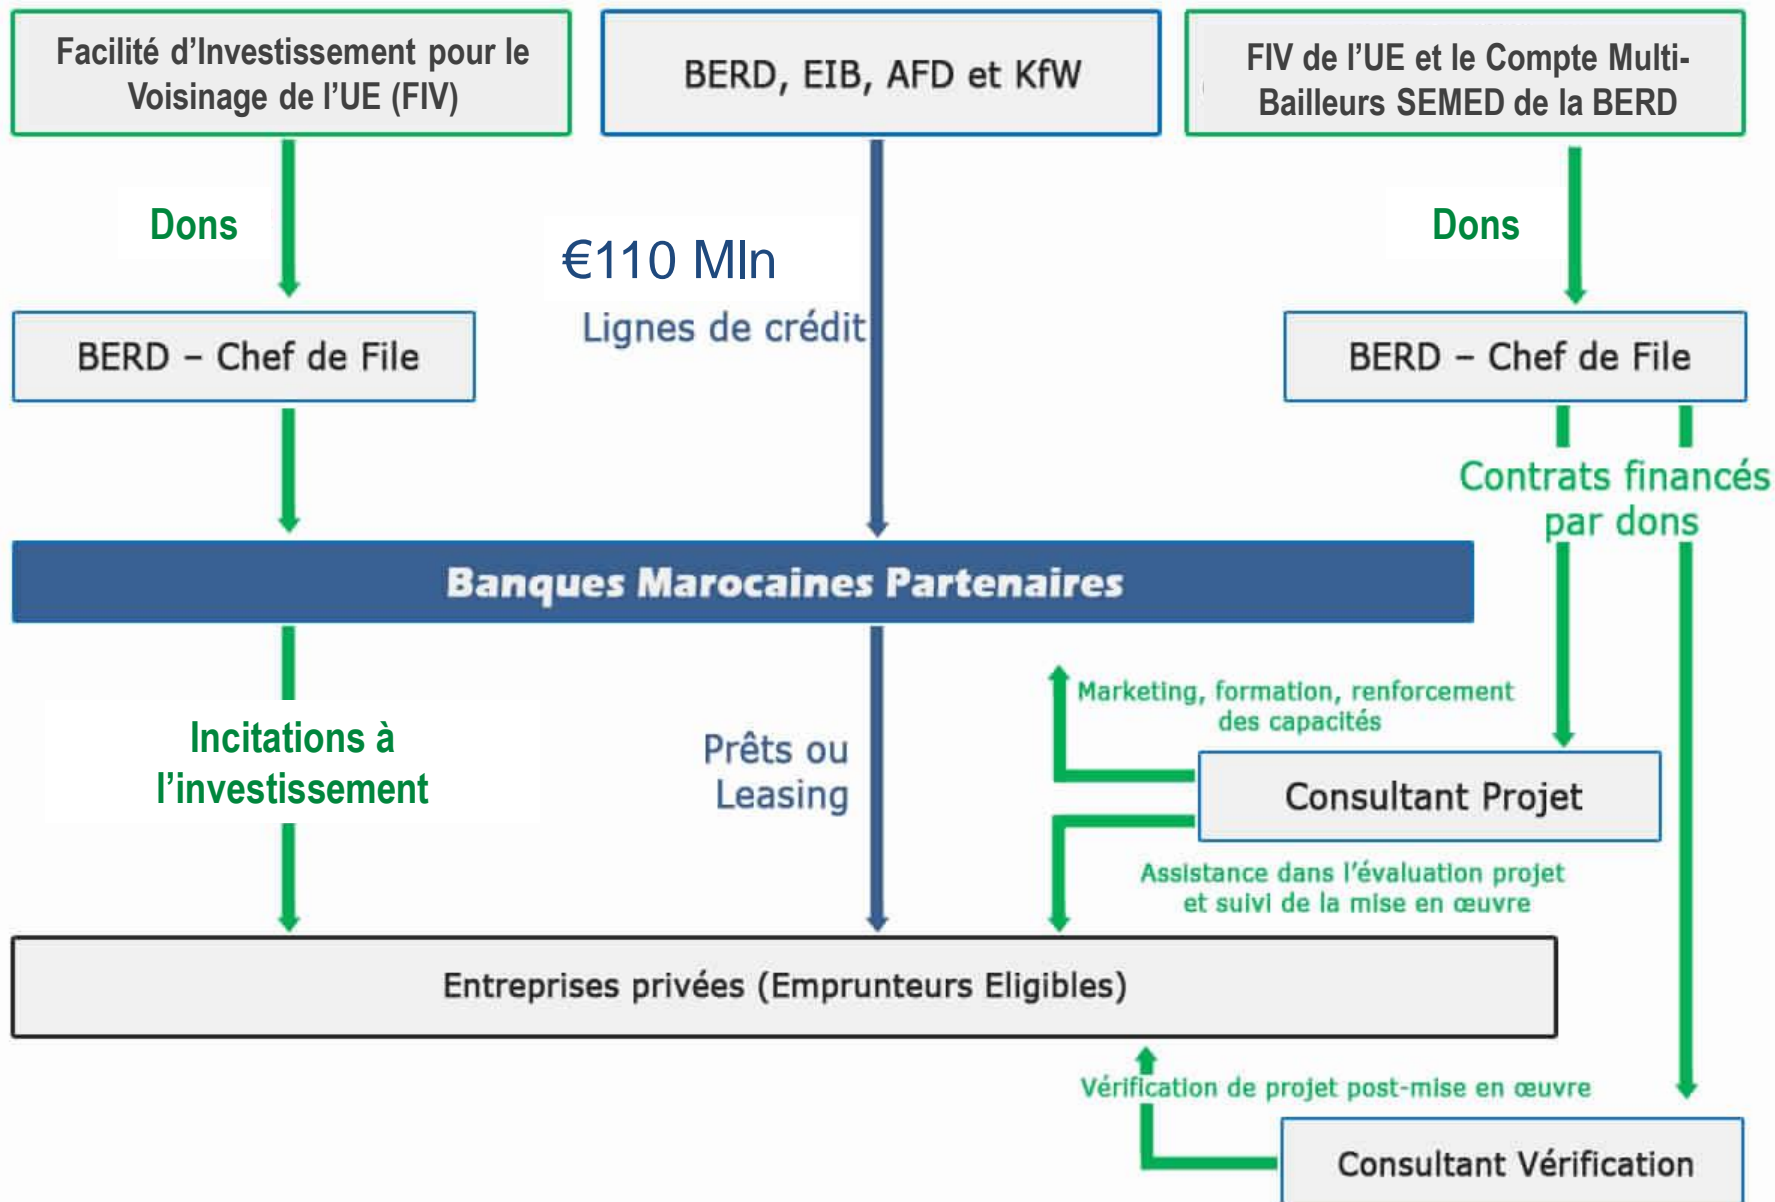 Facilité d’Investissement pour le
Voisinage de l’UE (FIV)
BERD, EIB, AFD et KfW
FIV de l’UE et le Compte Multi-
Bailleurs SEMED de la BERD
Dons
€110 Mln
Lignes de crédit
Dons
BERD – Chef de File
BERD – Chef de File
Contrats financés
par dons
Banques Marocaines Partenaires
Incitations à
l’investissement
Prêts ou
Leasing
Marketing, formation, renforcement
des capacités
Consultant Projet
Assistance dans l’évaluation projet
et suivi de la mise en œuvre
Entreprises privées (Emprunteurs Eligibles)
Vérification de projet post-mise en œuvre
Consultant Vérification